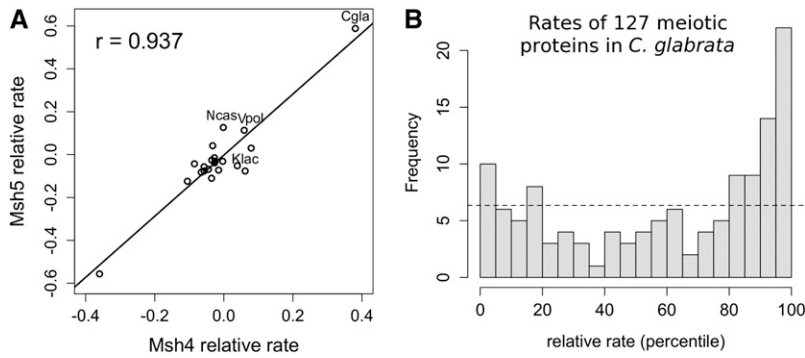 A
r = 0.937
Cgla
Ncas
Vpol
Klac
0.6
0.4
0.2
0.0
-0.2
-0.4
-0.6
Msh5 relative rate
-0.4
-0.2
0.0
0.2
0.4
Msh4 relative rate
B
Rates of 127 meiotic
proteins in C. glabrata
20
15
10
5
0
Frequency
0
20
40
60
80
100
relative rate (percentile)